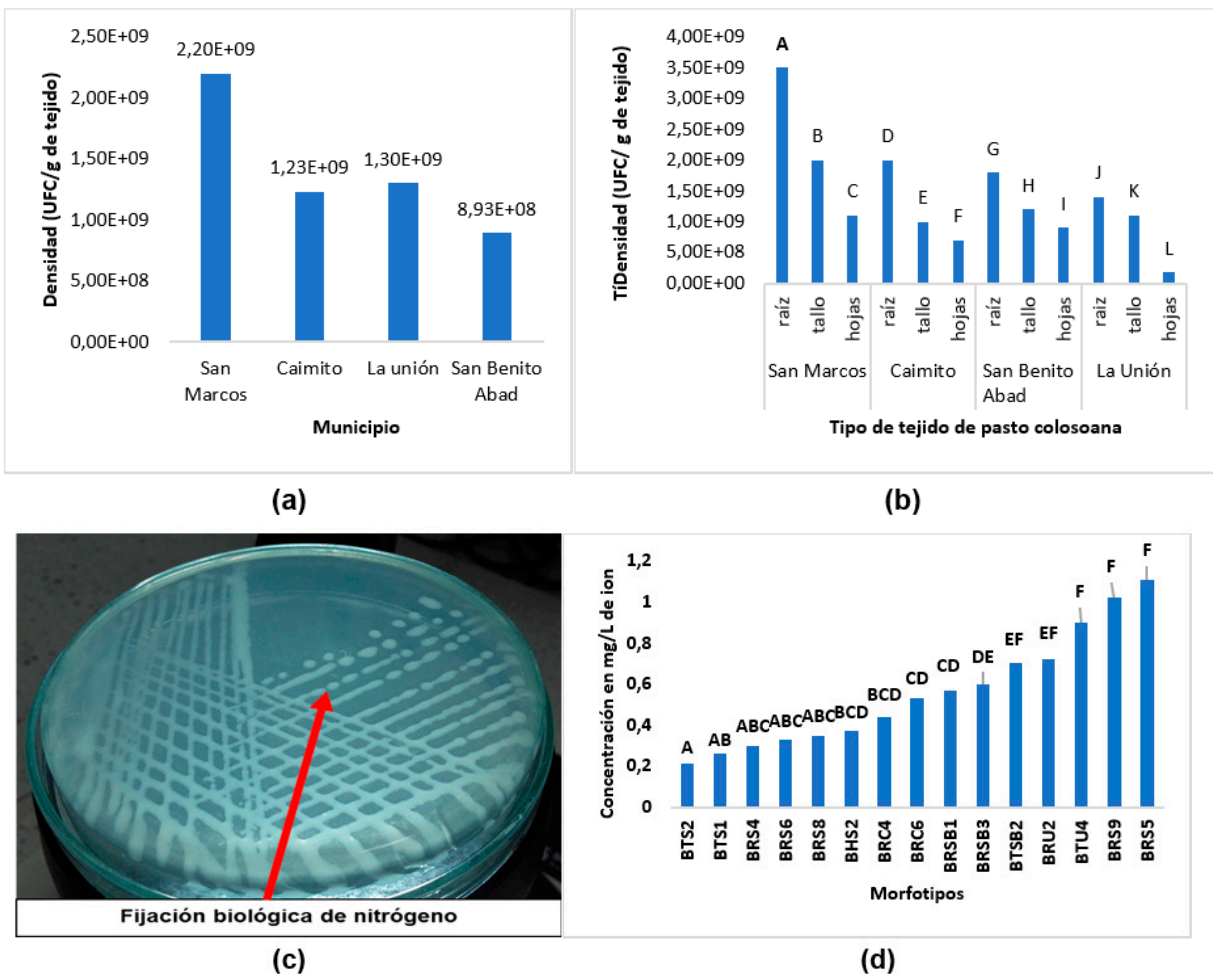 2,50E+09
2,00E+09
1,50E+09
1,00E+09
5,00E+08
0,00E+00
Densidad (UFC/ g de tejido)
2,20E+09
1,23E+09
1,30E+09
8,93E+08
San Marcos
Caimito
La unión
San Benito Abad
Municipio
(a)
4,00E+09
3,50E+09
3,00E+09
2,50E+09
2,00E+09
1,50E+09
1,00E+09
5,00E+08
0,00E+00
TíDensidad (UFC/ g de tejido)
A
B
C
D
E
F
G
H
I
J
K
L
raíz
tallo
hojas
raíz
tallo
hojas
raíz
tallo
hojas
raiz
tallo
hojas
San Marcos
Caimito
San Benito Abad
La Unión
Tipo de tejido de pasto colosoana
(b)
Fijación biológica de nitrógeno
(c)
1,2
1
0,8
0,6
0,4
0,2
0
Concentración en mg/L de ion
A
AB
ABC
ABC
ABC
BCD
BCD
CD
CD
DE
EF
EF
F
F
F
BTS2
BTS1
BRS4
BRS6
BRS8
BHS2
BRC4
BRC6
BRSB1
BRSB3
BTSB2
BRU2
BTU4
BRS9
BRS5
Morfotipos
(d)